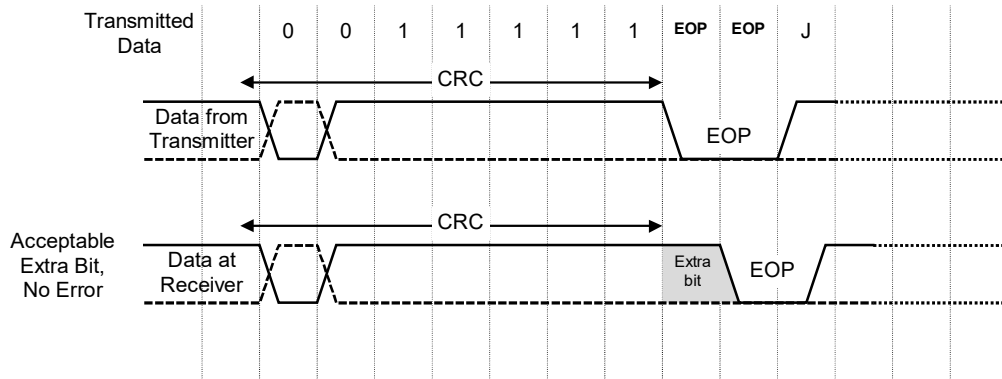 Transmitted
Data
0 0 1 1 1 1 1 EOP EOP J
CRC
Data from
Transmitter
EOP
CRC
Acceptable
Extra Bit,
No Error
Data at
Receiver
Extra
bit
EOP